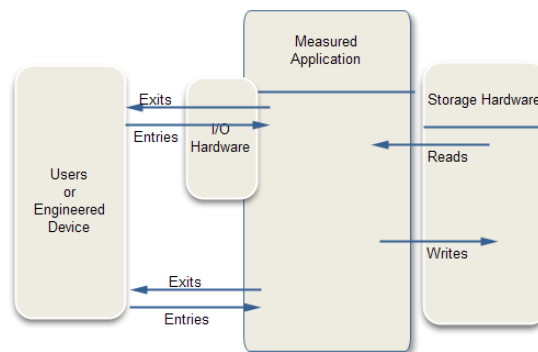 Measured
Application
Exits
Entries
I/O
Hardware
Storage Hardware
Reads
Users
or
Engineered
Device
Writes
Exits
Entries